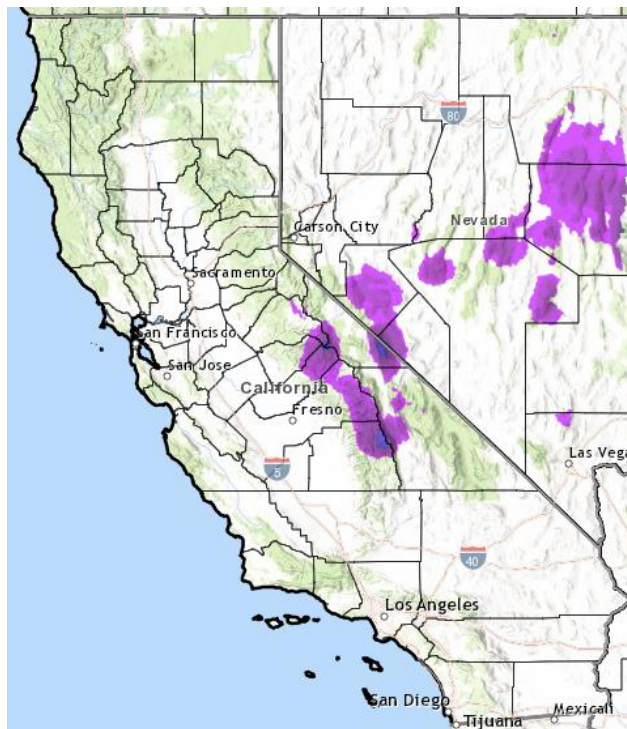 80
Carson City
Nevada
Sacramento
San Francisco
San Jose
California
Fresno
5
Las Vega
40
Los Angeles
San Diego
Mexicali
Tijuana